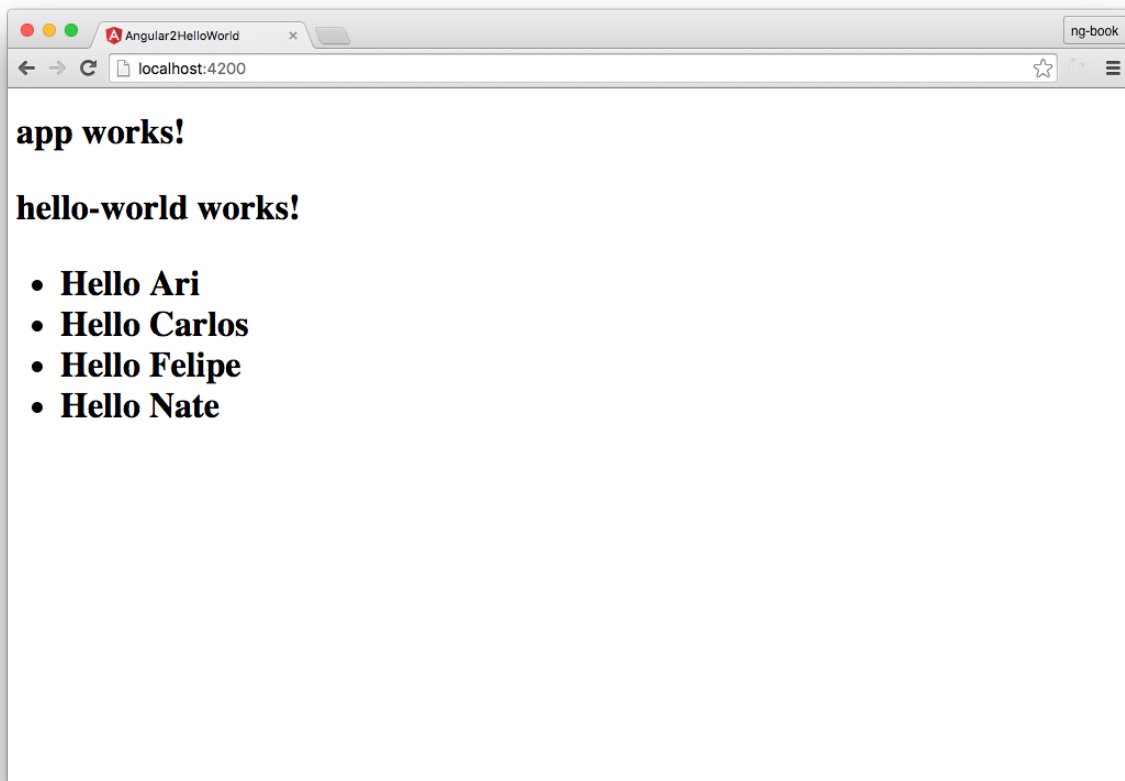 Angular2HelloWorld
ng-book
localhost:4200
app works!
hello-world works!
• Hello Ari
• Hello Carlos
• Hello Felipe
• Hello Nate